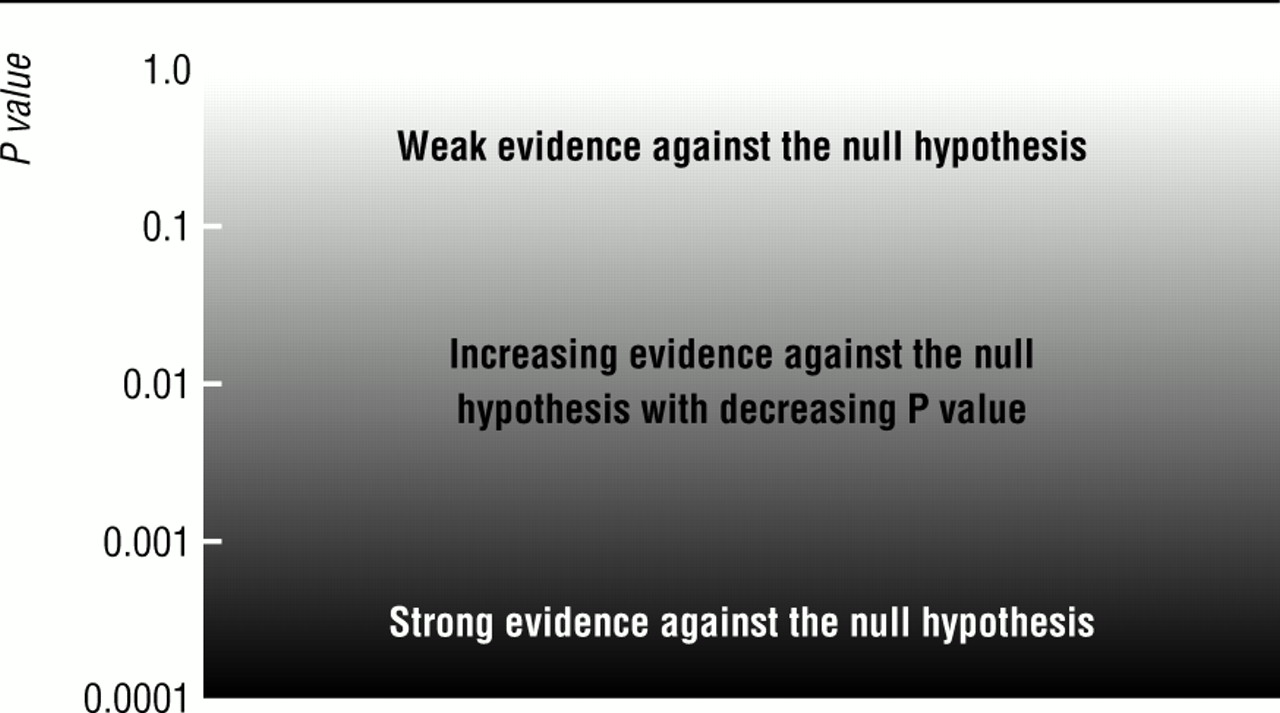 P value
1.0
Weak evidence against the null hypothesis
0.1
Increasing evidence against the null
0.01
hypothesis with decreasing P value
0.001
Strong evidence against the null hypothesis
0.0001